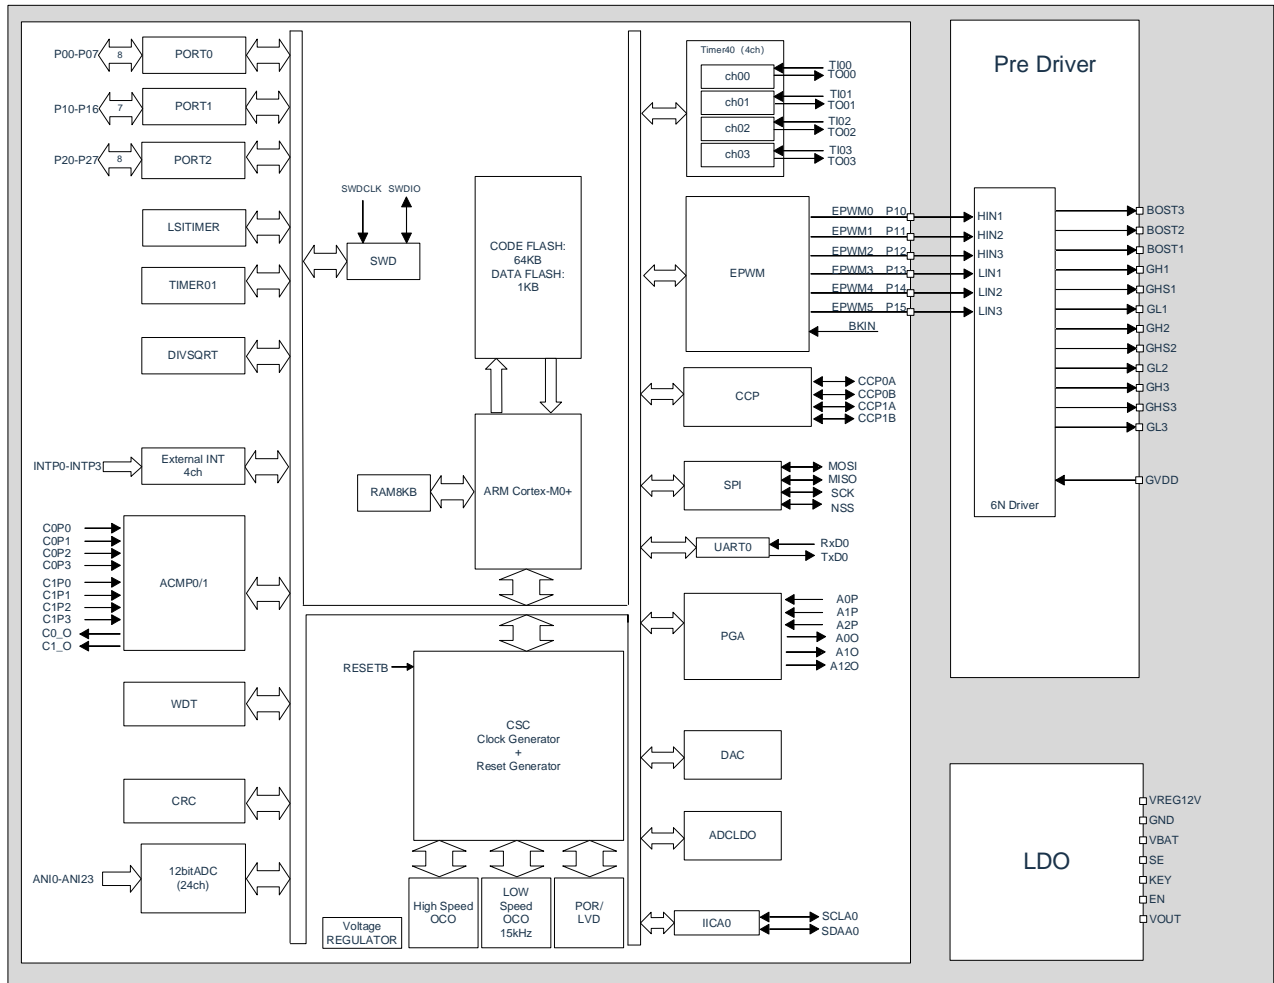 P00-P07
8
PORT0
P10-P16
7
PORT1
P20-P27
8
PORT2
LSITIMER
TIMER01
DIVSQRT
INTP0-INTP3
External INT
4ch
C0P0
C0P1
C0P2
C0P3
C1P0
C1P1
C1P2
C1P3
C0_O
C1_O
ACMP0/1
WDT
CRC
ANI0-ANI23
12bitADC
(24ch)
SWDCLK
SWDIO
SWD
CODE FLASH:
64KB
DATA FLASH:
1KB
RAM8KB
ARM Cortex-M0+
RESETB
CSC
Clock Generator
+
Reset Generator
High Speed
OCO
LOW
Speed
OCO
15kHz
POR/
LVD
Voltage
REGULATOR
Timer40 (4ch)
ch00
ch01
ch02
ch03
TI00
TO00
TI01
TO01
TI02
TO02
TI03
TO03
EPWM
EPWM0 P10
EPWM1 P11
EPWM2 P12
EPWM3 P13
EPWM4 P14
EPWM5 P15
BKIN
CCP
CCP0A
CCP0B
CCP1A
CCP1B
SPI
MOSI
MISO
SCK
NSS
UART0
RxD0
TxD0
PGA
A0P
A1P
A2P
A0O
A1O
A12O
DAC
ADCLDO
IICA0
SCLA0
SDAA0
Pre Driver
HIN1
HIN2
HIN3
LIN1
LIN2
LIN3
6N Driver
BOST3
BOST2
BOST1
GH1
GHS1
GL1
GH2
GHS2
GL2
GH3
GHS3
GL3
GVDD
LDO
VREG12V
GND
VBAT
SE
KEY
EN
VOUT